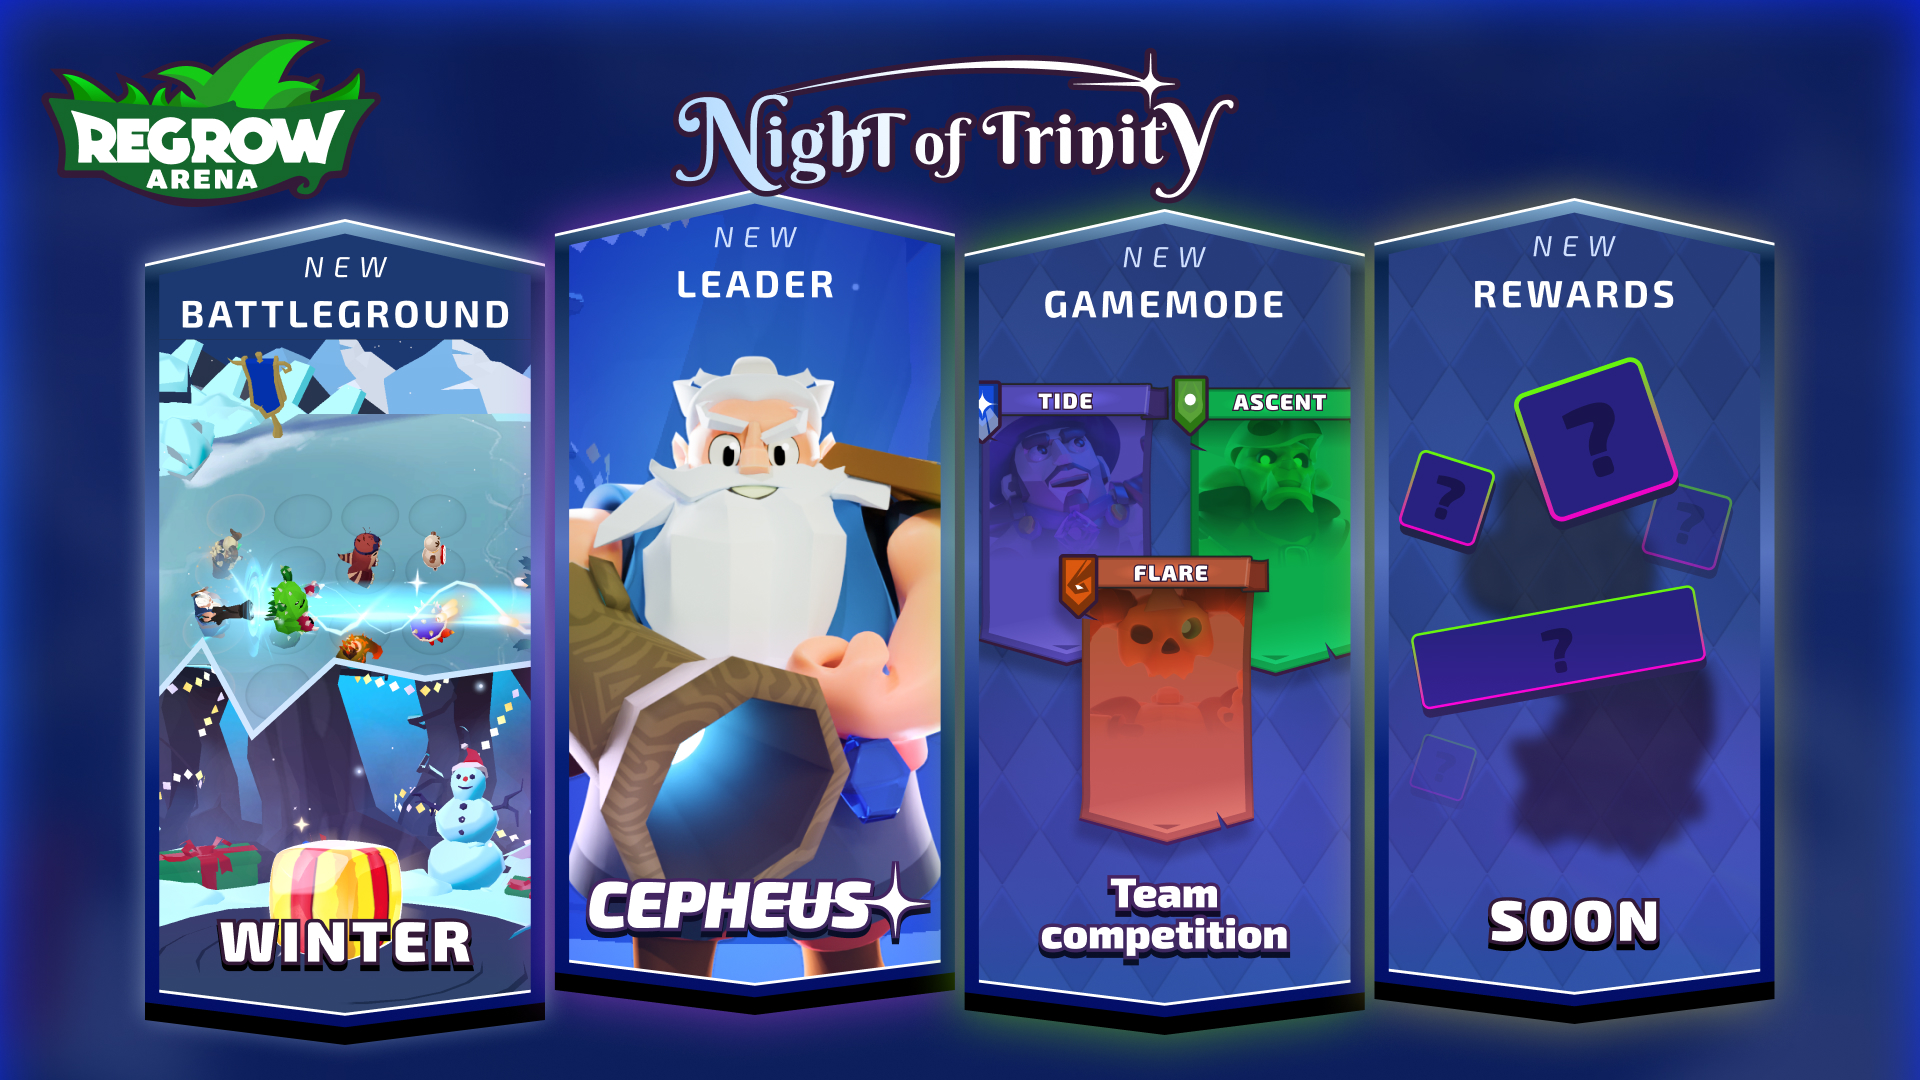 REGROW
ARENA
Night of Trinity
NEW
BATTLEGROUND
WINTER
NEW
LEADER
CEPHEUS
NEW
GAMEMODE
TIDE
ASCENT
FLARE
Team
competition
NEW
REWARDS
?
?
?
?
?
SOON